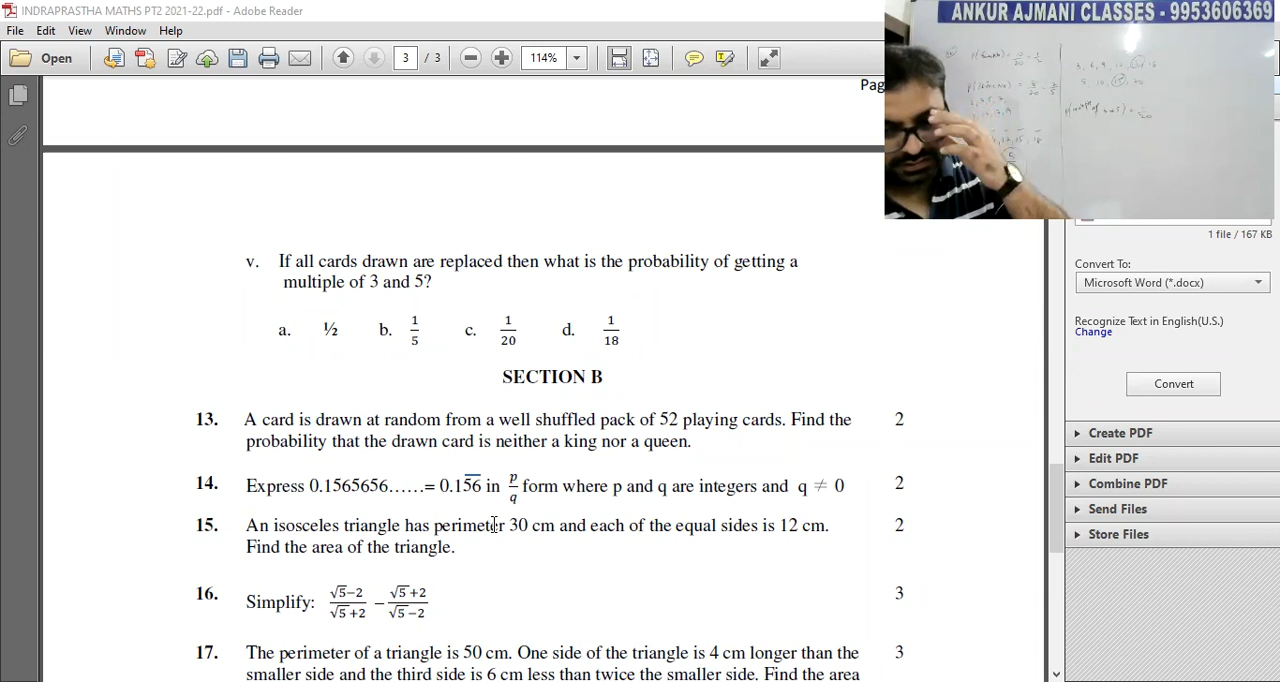 INDRAPRASTHA MATHS PT2 2021-22.pdf - Adobe Reader
File Edit View Window Help
Open 3 / 3 114%
ANKUR AJMANI CLASSES - 9953606369
Pag
1 file / 167 KB
Convert To:
Microsoft Word (*.docx)
Recognize Text in English(U.S.)
Change
Convert
Create PDF
Edit PDF
Combine PDF
Send Files
Store Files
v. If all cards drawn are replaced then what is the probability of getting a
multiple of 3 and 5?
a. ½ b. 1/5 c. 1/20 d. 1/18
SECTION B
13. A card is drawn at random from a well shuffled pack of 52 playing cards. Find the 2
probability that the drawn card is neither a king nor a queen.
14. Express 0.1565656……= 0.15̅6̅ in p/q form where p and q are integers and q ≠ 0 2
15. An isosceles triangle has perimeter 30 cm and each of the equal sides is 12 cm. 2
Find the area of the triangle.
16. Simplify: (√5−2)/(√5+2) − (√5+2)/(√5−2) 3
17. The perimeter of a triangle is 50 cm. One side of the triangle is 4 cm longer than the 3
smaller side and the third side is 6 cm less than twice the smaller side. Find the area